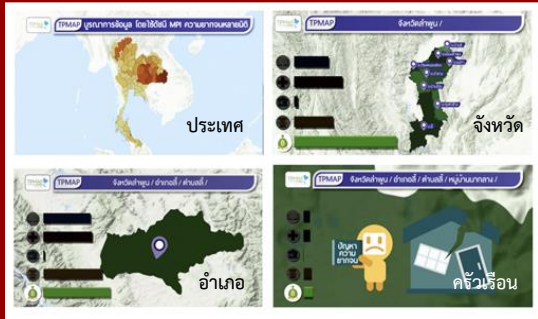 TPMAP บูรณาการข้อมูล โดยใช้ดัชนี MPI ความยากจนหลายมิติ
ประเทศ
TPMAP จังหวัดลำพูน /
จังหวัด
TPMAP จังหวัดลำพูน / อำเภอลี้ / ตำบลลี้ /
อำเภอ
TPMAP จังหวัดลำพูน / อำเภอลี้ / ตำบลลี้ / หมู่บ้านนากลาง /
ปัญหา
ความ
ยากจน
ครัวเรือน